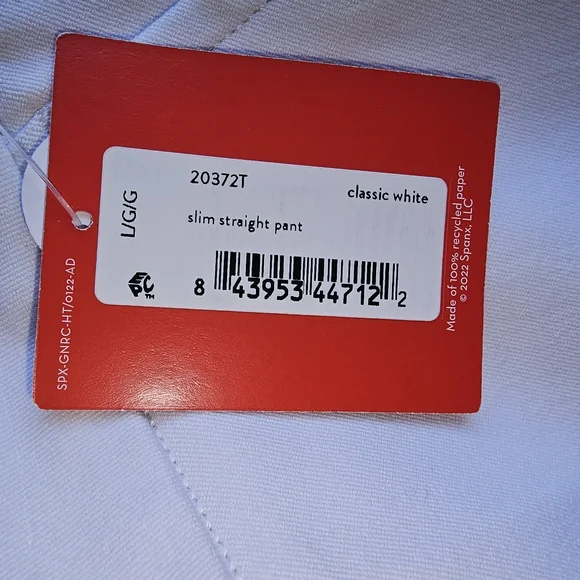 20372T
classic white
L/G/G
slim straight pant
EPC™
8 43953 44712 2
SPX-GNRC-HT/0122-AD
Made of 100% recycled paper
© 2022 Spanx, LLC